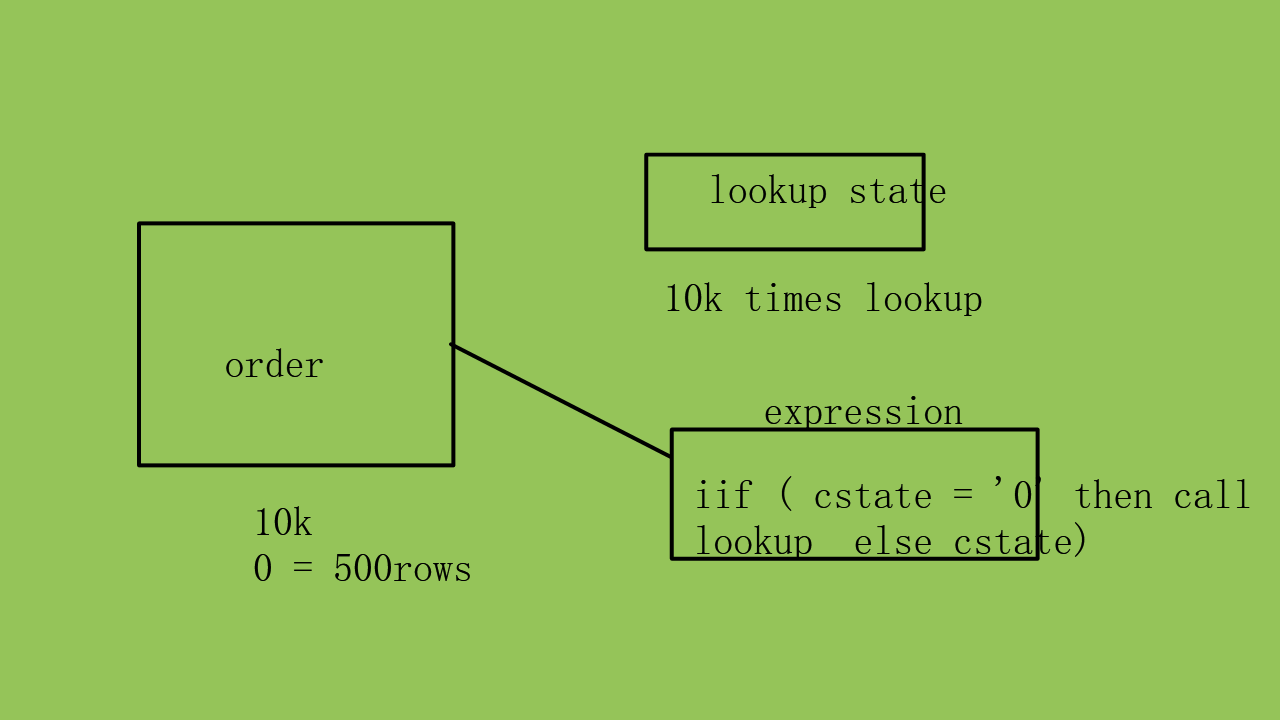 lookup state
10k times lookup
order
expression
iif ( cstate = '0' then call
lookup  else cstate)
10k
0 = 500rows